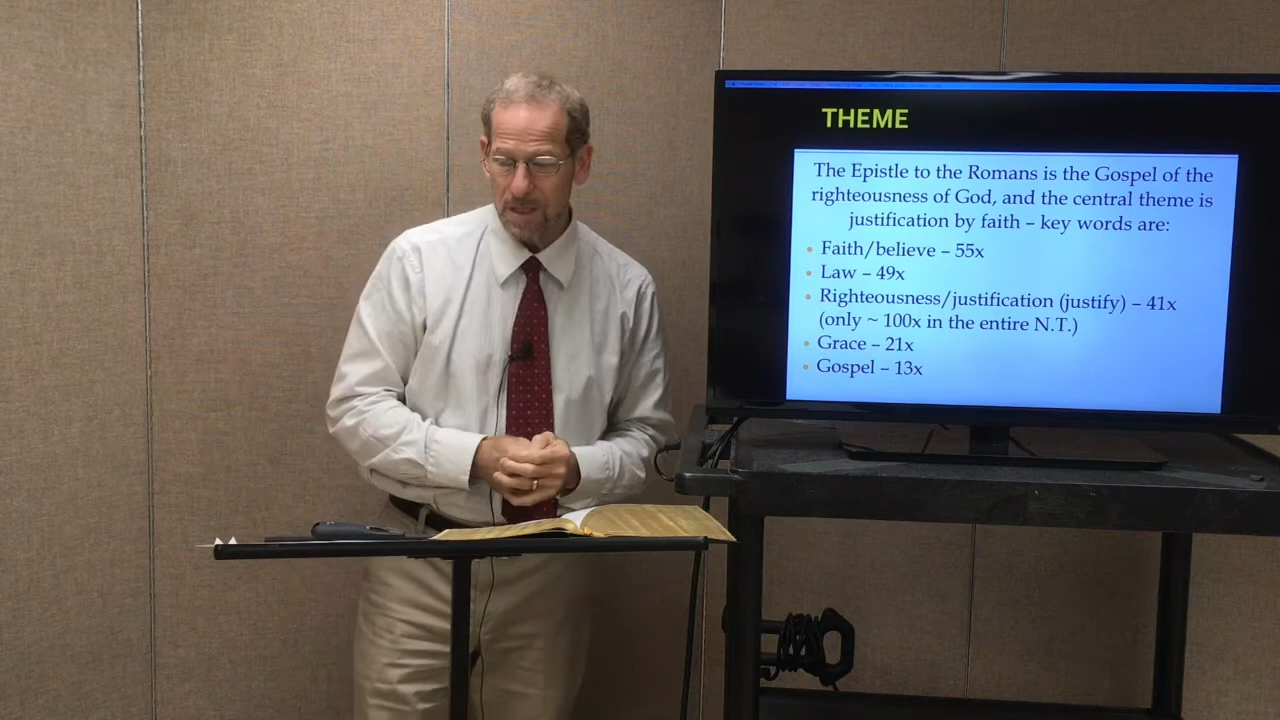 THEME
The Epistle to the Romans is the Gospel of the
righteousness of God, and the central theme is
justification by faith – key words are:
• Faith/believe – 55x
• Law – 49x
• Righteousness/justification (justify) – 41x
(only ~ 100x in the entire N.T.)
• Grace – 21x
• Gospel – 13x